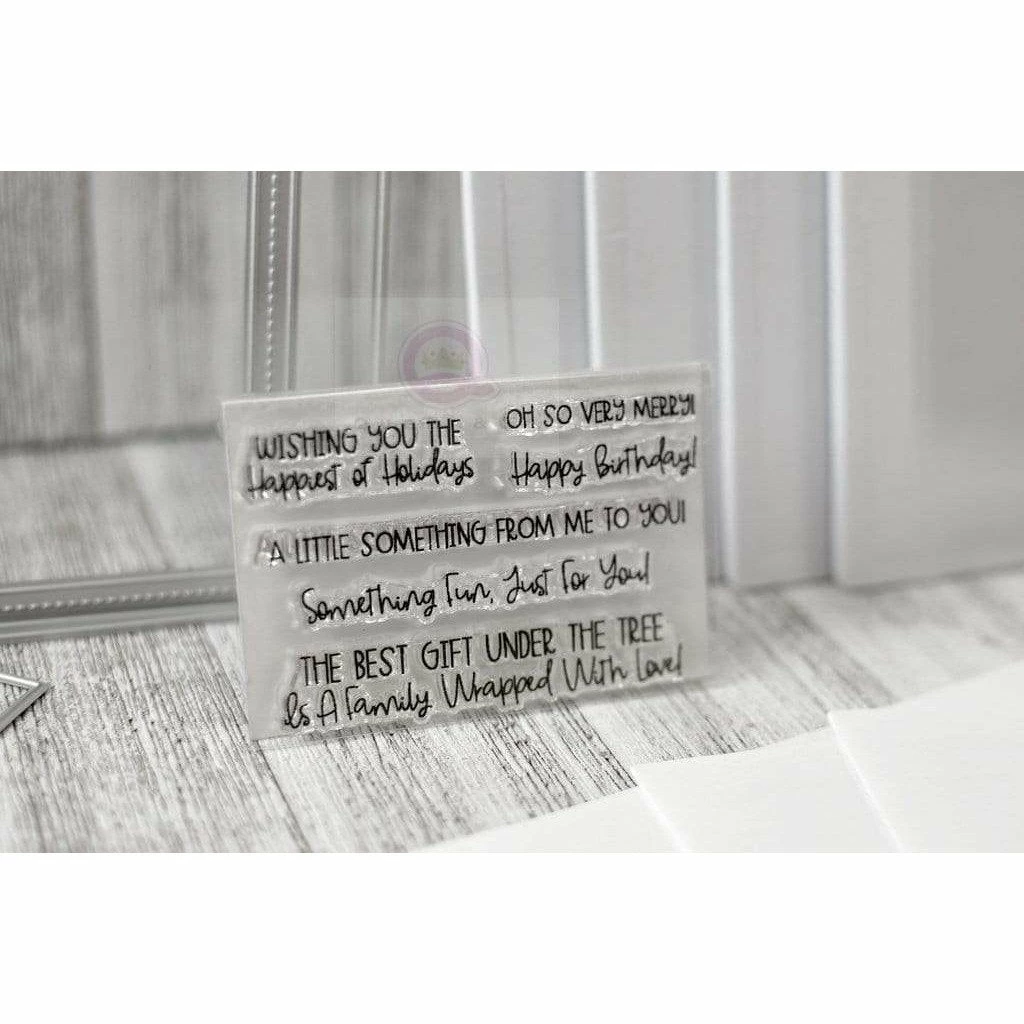 WISHING YOU THE
Happiest of Holidays
OH SO VERY MERRY!
Happy Birthday!
A LITTLE SOMETHING FROM ME TO YOU!
Something Fun, Just For You!
THE BEST GIFT UNDER THE TREE
Is A Family Wrapped With Love!